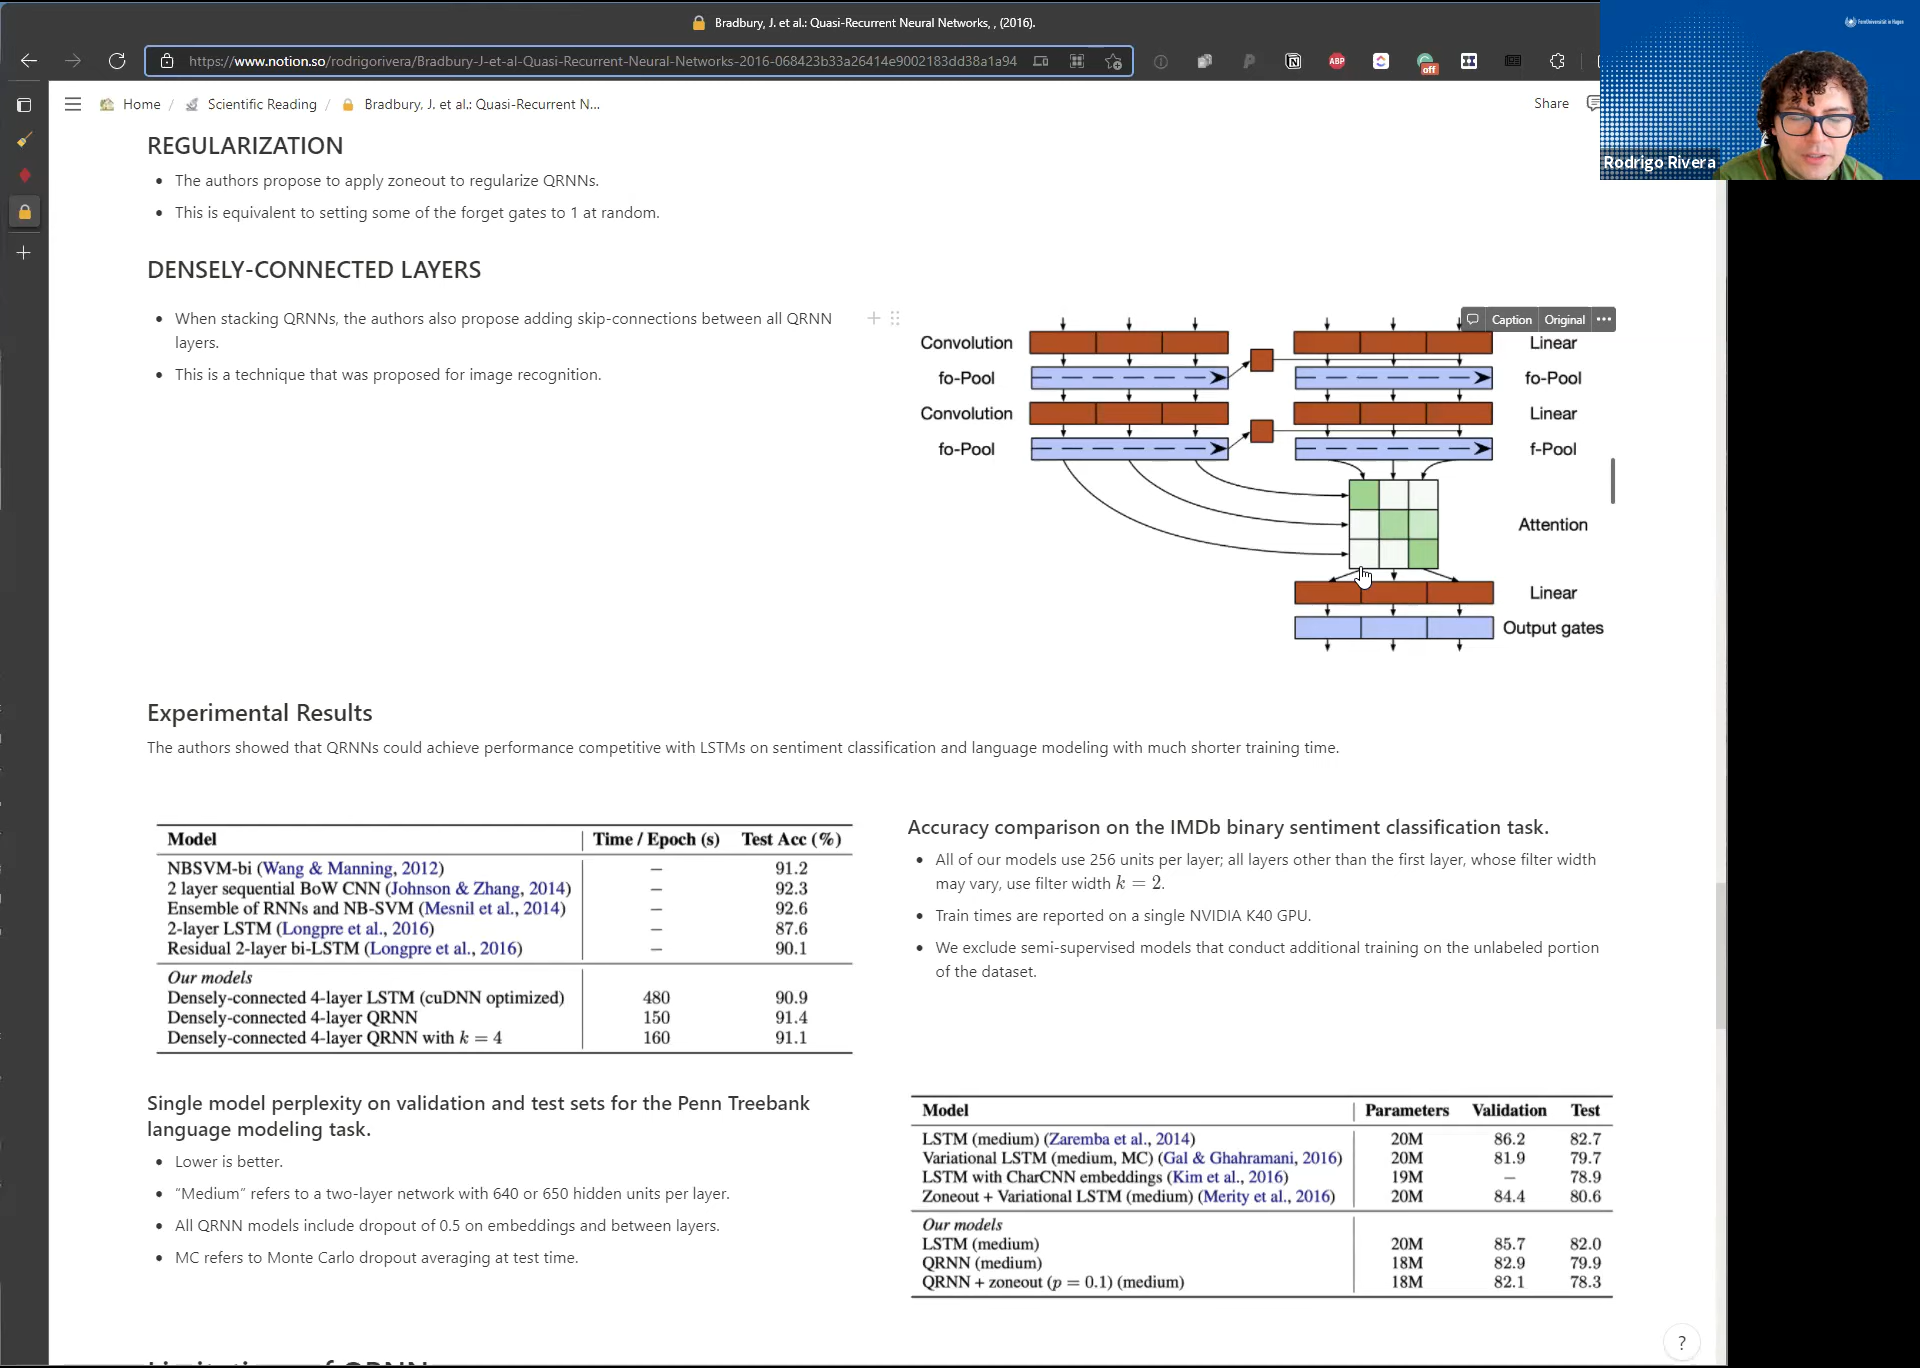 Bradbury, J. et al.: Quasi-Recurrent Neural Networks, , (2016).
https://www.notion.so/rodrigorivera/Bradbury-J-et-al-Quasi-Recurrent-Neural-Networks-2016-068423b33a26414e9002183dd38a1a94
ABP
off
Home / Scientific Reading / Bradbury, J. et al.: Quasi-Recurrent N...
Share
Rodrigo Rivera
REGULARIZATION
• The authors propose to apply zoneout to regularize QRNNs.
• This is equivalent to setting some of the forget gates to 1 at random.
DENSELY-CONNECTED LAYERS
• When stacking QRNNs, the authors also propose adding skip-connections between all QRNN
layers.
• This is a technique that was proposed for image recognition.
Caption Original
Convolution Linear
fo-Pool fo-Pool
Convolution Linear
fo-Pool f-Pool
Attention
Linear
Output gates
Experimental Results
The authors showed that QRNNs could achieve performance competitive with LSTMs on sentiment classification and language modeling with much shorter training time.
Model Time / Epoch (s) Test Acc (%)
NBSVM-bi (Wang & Manning, 2012) – 91.2
2 layer sequential BoW CNN (Johnson & Zhang, 2014) – 92.3
Ensemble of RNNs and NB-SVM (Mesnil et al., 2014) – 92.6
2-layer LSTM (Longpre et al., 2016) – 87.6
Residual 2-layer bi-LSTM (Longpre et al., 2016) – 90.1
Our models
Densely-connected 4-layer LSTM (cuDNN optimized) 480 90.9
Densely-connected 4-layer QRNN 150 91.4
Densely-connected 4-layer QRNN with k = 4 160 91.1
Accuracy comparison on the IMDb binary sentiment classification task.
• All of our models use 256 units per layer; all layers other than the first layer, whose filter width
may vary, use filter width k = 2.
• Train times are reported on a single NVIDIA K40 GPU.
• We exclude semi-supervised models that conduct additional training on the unlabeled portion
of the dataset.
Single model perplexity on validation and test sets for the Penn Treebank
language modeling task.
• Lower is better.
• “Medium” refers to a two-layer network with 640 or 650 hidden units per layer.
• All QRNN models include dropout of 0.5 on embeddings and between layers.
• MC refers to Monte Carlo dropout averaging at test time.
Model Parameters Validation Test
LSTM (medium) (Zaremba et al., 2014) 20M 86.2 82.7
Variational LSTM (medium, MC) (Gal & Ghahramani, 2016) 20M 81.9 79.7
LSTM with CharCNN embeddings (Kim et al., 2016) 19M – 78.9
Zoneout + Variational LSTM (medium) (Merity et al., 2016) 20M 84.4 80.6
Our models
LSTM (medium) 20M 85.7 82.0
QRNN (medium) 18M 82.9 79.9
QRNN + zoneout (p = 0.1) (medium) 18M 82.1 78.3
?